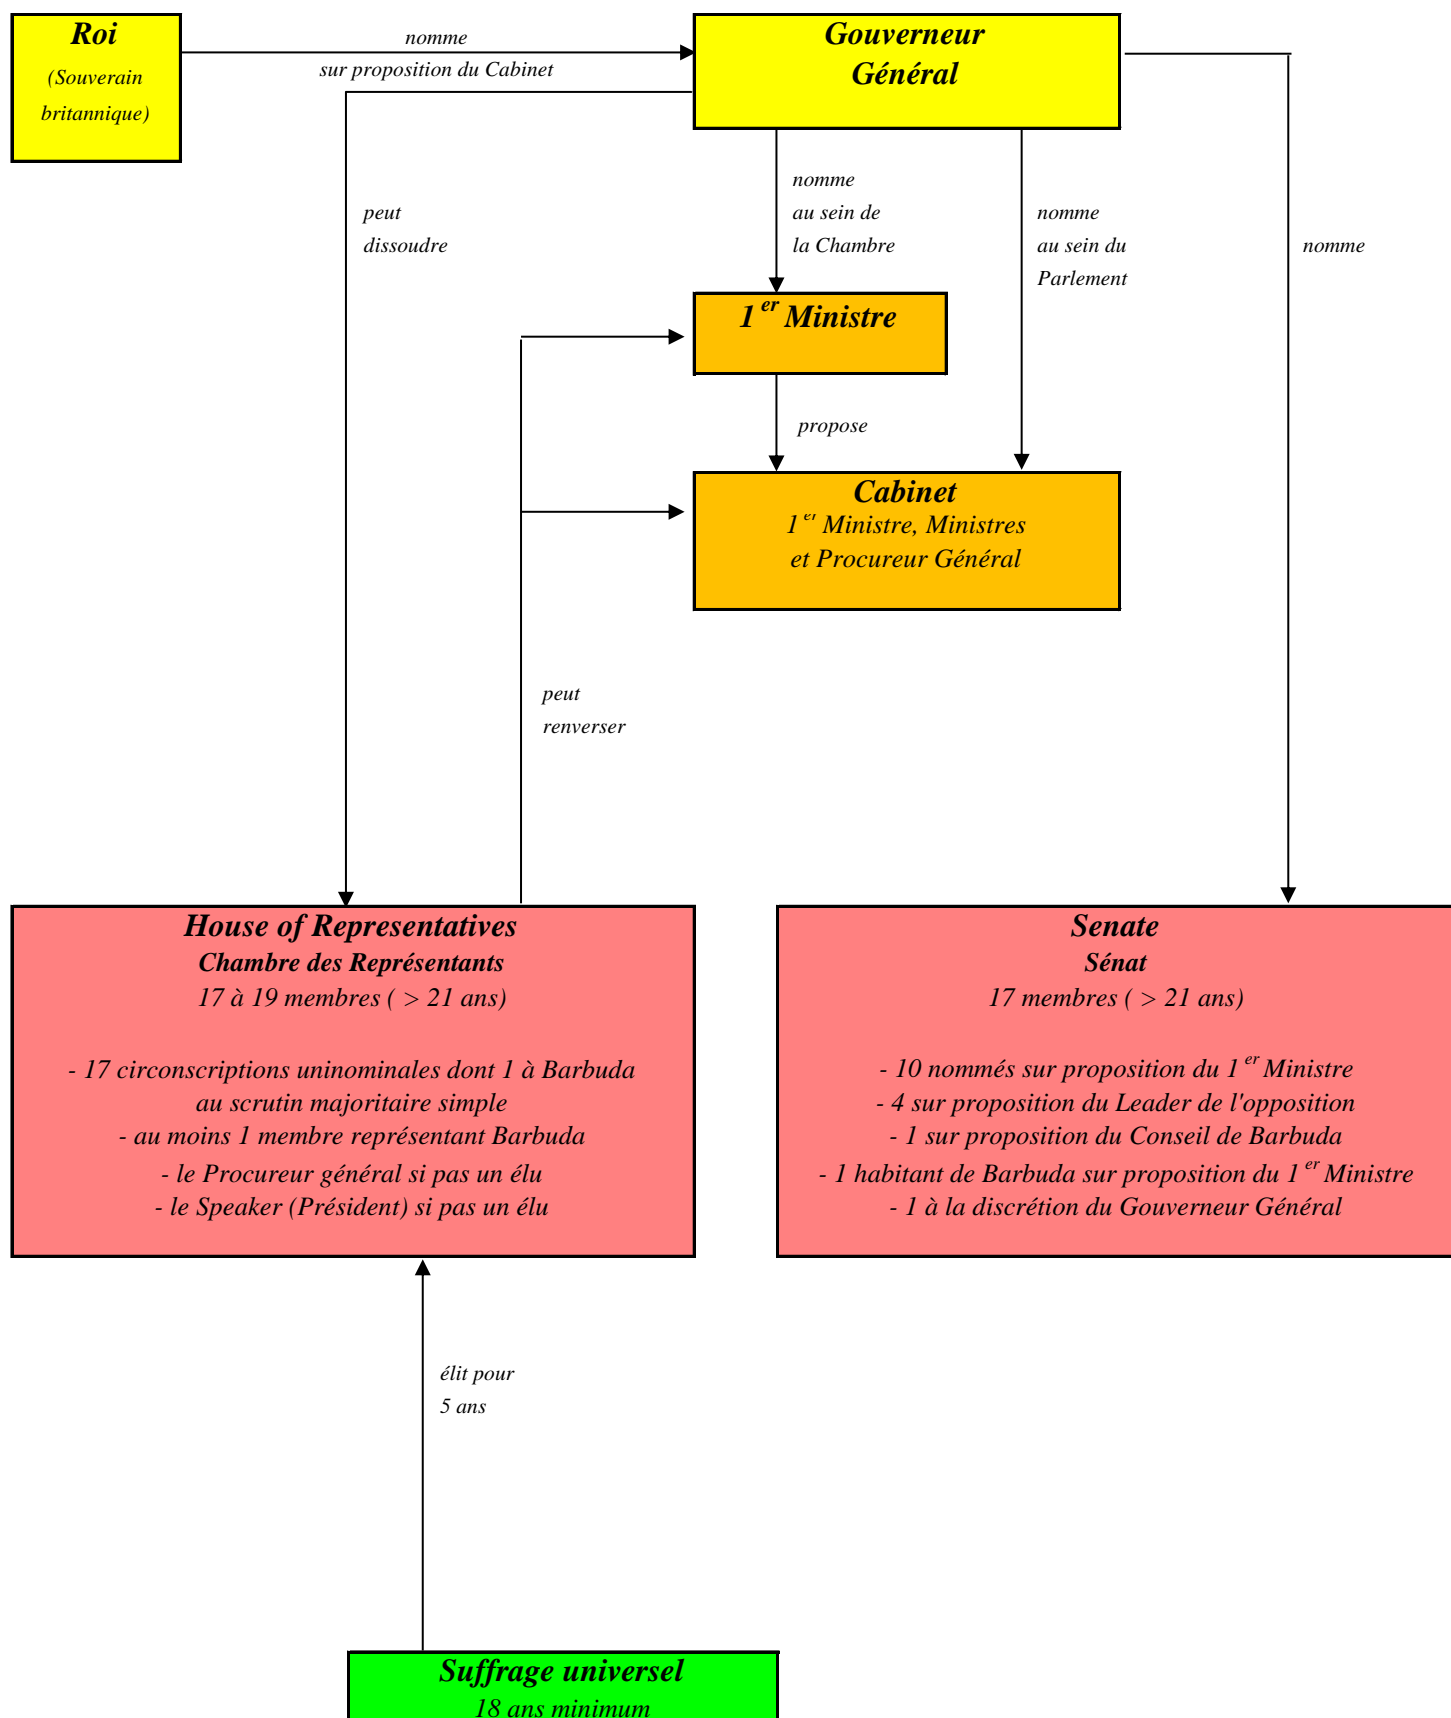 Roi
(Souverain
britannique)
nomme
sur proposition du Cabinet
Gouverneur
Général
peut
dissoudre
nomme
au sein de
la Chambre
nomme
au sein du
Parlement
nomme
1er Ministre
propose
Cabinet
1er Ministre, Ministres
et Procureur Général
peut
renverser
House of Representatives
Chambre des Représentants
17 à 19 membres ( > 21 ans)
- 17 circonscriptions uninominales dont 1 à Barbuda
au scrutin majoritaire simple
- au moins 1 membre représentant Barbuda
- le Procureur général si pas un élu
- le Speaker (Président) si pas un élu
Senate
Sénat
17 membres ( > 21 ans)
- 10 nommés sur proposition du 1er Ministre
- 4 sur proposition du Leader de l'opposition
- 1 sur proposition du Conseil de Barbuda
- 1 habitant de Barbuda sur proposition du 1er Ministre
- 1 à la discrétion du Gouverneur Général
élit pour
5 ans
Suffrage universel
18 ans minimum